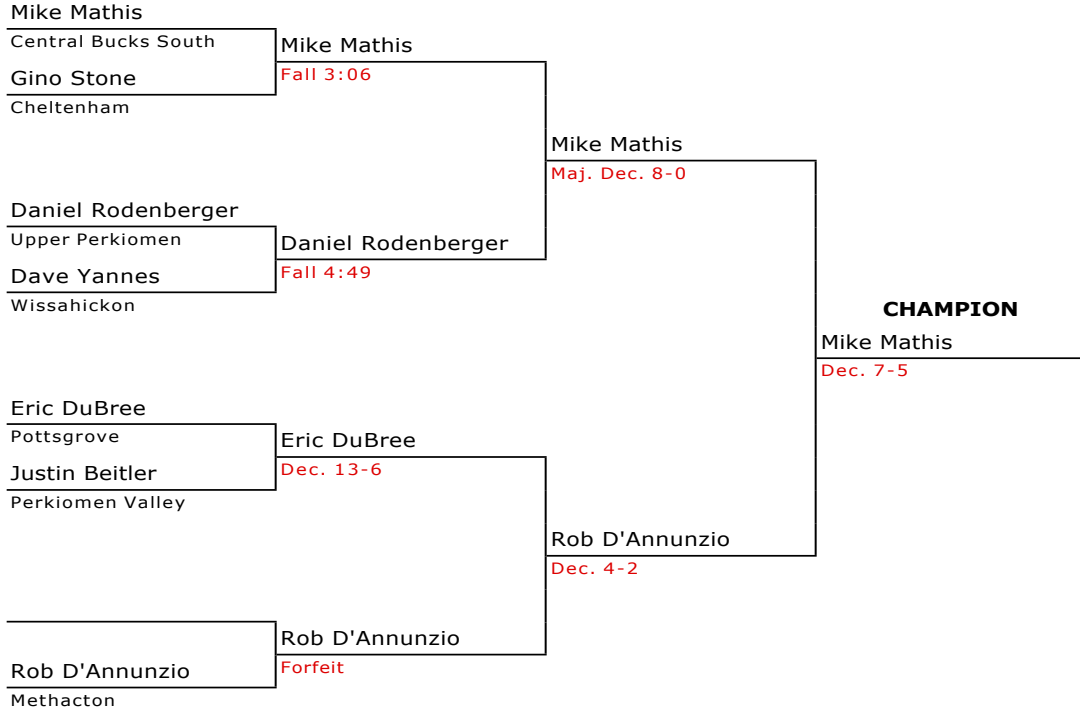 Mike Mathis
Central Bucks South
Mike Mathis
Gino Stone
Fall 3:06
Cheltenham
Mike Mathis
Maj. Dec. 8-0
Daniel Rodenberger
Upper Perkiomen
Daniel Rodenberger
Dave Yannes
Fall 4:49
Wissahickon
CHAMPION
Mike Mathis
Dec. 7-5
Eric DuBree
Pottsgrove
Eric DuBree
Justin Beitler
Dec. 13-6
Perkiomen Valley
Rob D'Annunzio
Dec. 4-2
Rob D'Annunzio
Rob D'Annunzio
Forfeit
Methacton